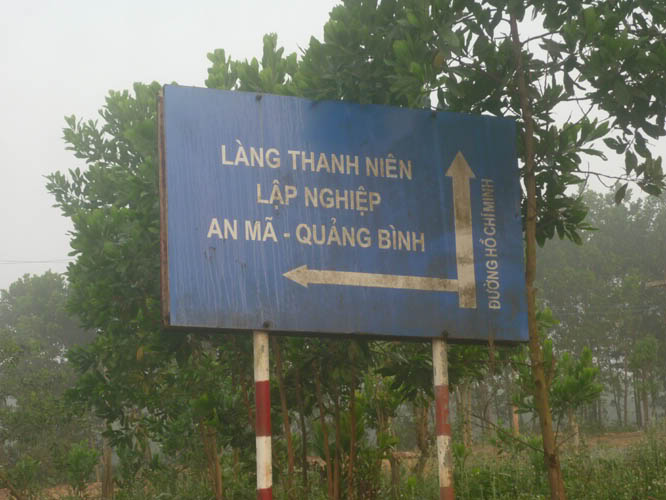 LÀNG THANH NIÊN
LẬP NGHIỆP
AN MÃ - QUẢNG BÌNH
ĐƯỜNG HỒ CHÍ MINH